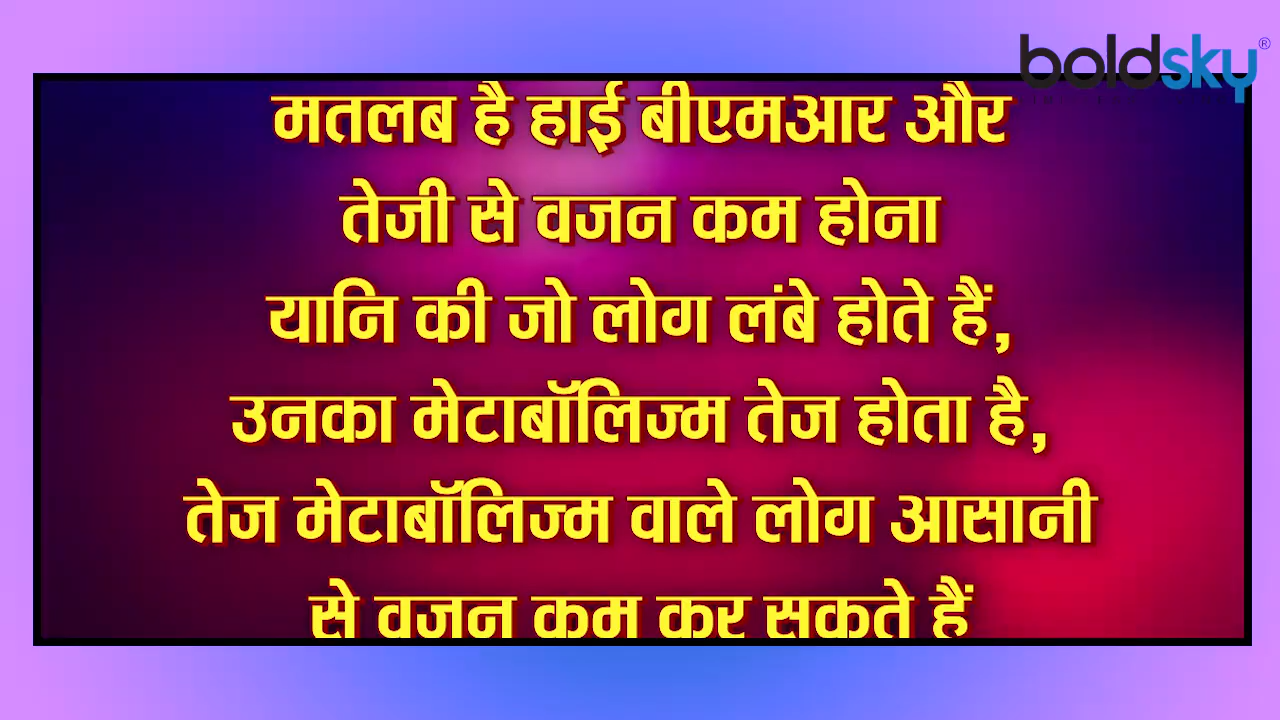 boldsky®
मतलब है हाई बीएमआर और
तेजी से वजन कम होना
यानि की जो लोग लंबे होते हैं,
उनका मेटाबॉलिज्म तेज होता है,
तेज मेटाबॉलिज्म वाले लोग आसानी
से वजन कम कर सकते हैं